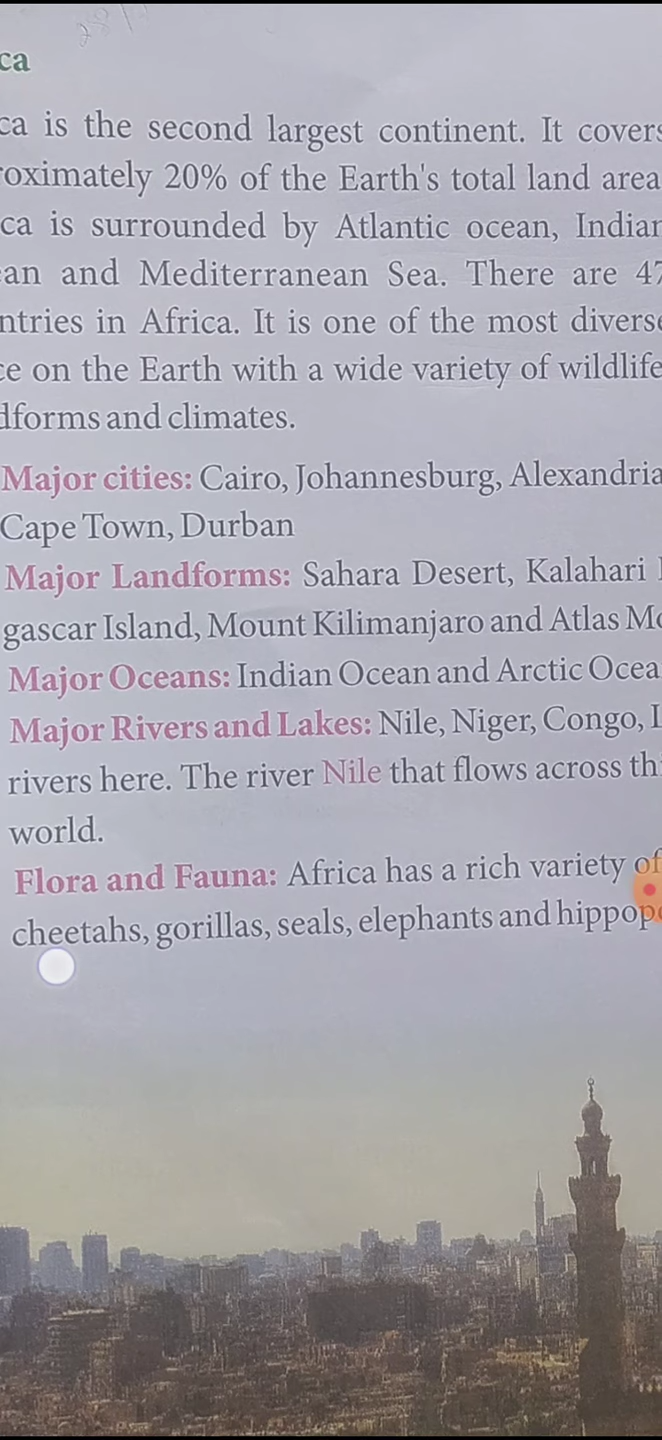 ca
ca is the second largest continent. It covers
roximately 20% of the Earth's total land area
ca is surrounded by Atlantic ocean, Indian
ean and Mediterranean Sea. There are 47
ntries in Africa. It is one of the most diverse
ce on the Earth with a wide variety of wildlife
dforms and climates.
Major cities: Cairo, Johannesburg, Alexandria
Cape Town, Durban
Major Landforms: Sahara Desert, Kalahari
gascar Island, Mount Kilimanjaro and Atlas Mo
Major Oceans: Indian Ocean and Arctic Ocea
Major Rivers and Lakes: Nile, Niger, Congo,
rivers here. The river Nile that flows across th
world.
Flora and Fauna: Africa has a rich variety of
cheetahs, gorillas, seals, elephants and hippop